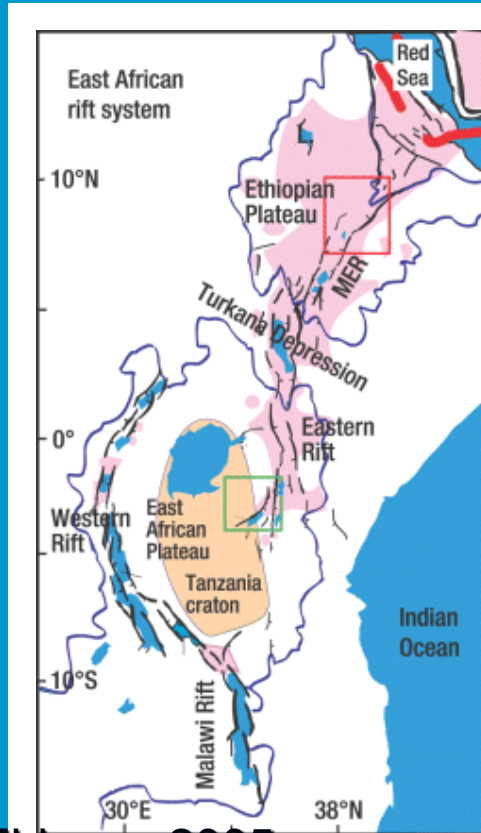 East African
rift system
Red
Sea
10°N
Ethiopian
Plateau
MER
Turkana Depression
0°
Eastern
Rift
Western
Rift
East
African
Plateau
Tanzania
craton
Indian
Ocean
10°S
Malawi Rift
30°E
38°N